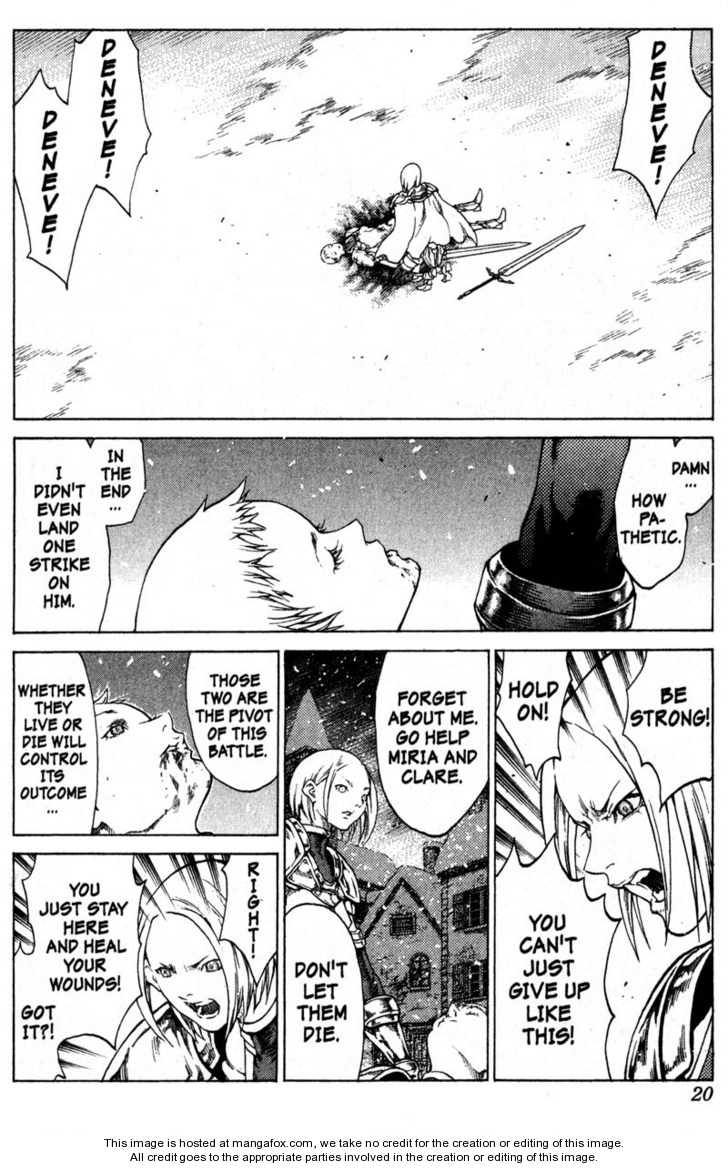 DENEVE!
DENEVE!
DENEVE!
DAMN
...
HOW
PA-
THETIC.
IN
THE
END
...
I
DIDN'T
EVEN
LAND
ONE
STRIKE
ON
HIM.
BE
STRONG!
HOLD
ON!
YOU
CAN'T
JUST
GIVE UP
LIKE
THIS!
FORGET
ABOUT ME.
GO HELP
MIRIA AND
CLARE.
DON'T
LET
THEM
DIE.
THOSE
TWO ARE
THE PIVOT
OF THIS
BATTLE.
WHETHER
THEY
LIVE OR
DIE WILL
CONTROL
ITS
OUTCOME
...
RIGHT!
YOU
JUST STAY
HERE
AND HEAL
YOUR
WOUNDS!
GOT
IT?!
20
This image is hosted at mangafox.com, we take no credit for the creation or editing of this image.
All credit goes to the appropriate parties involved in the creation or editing of this image.